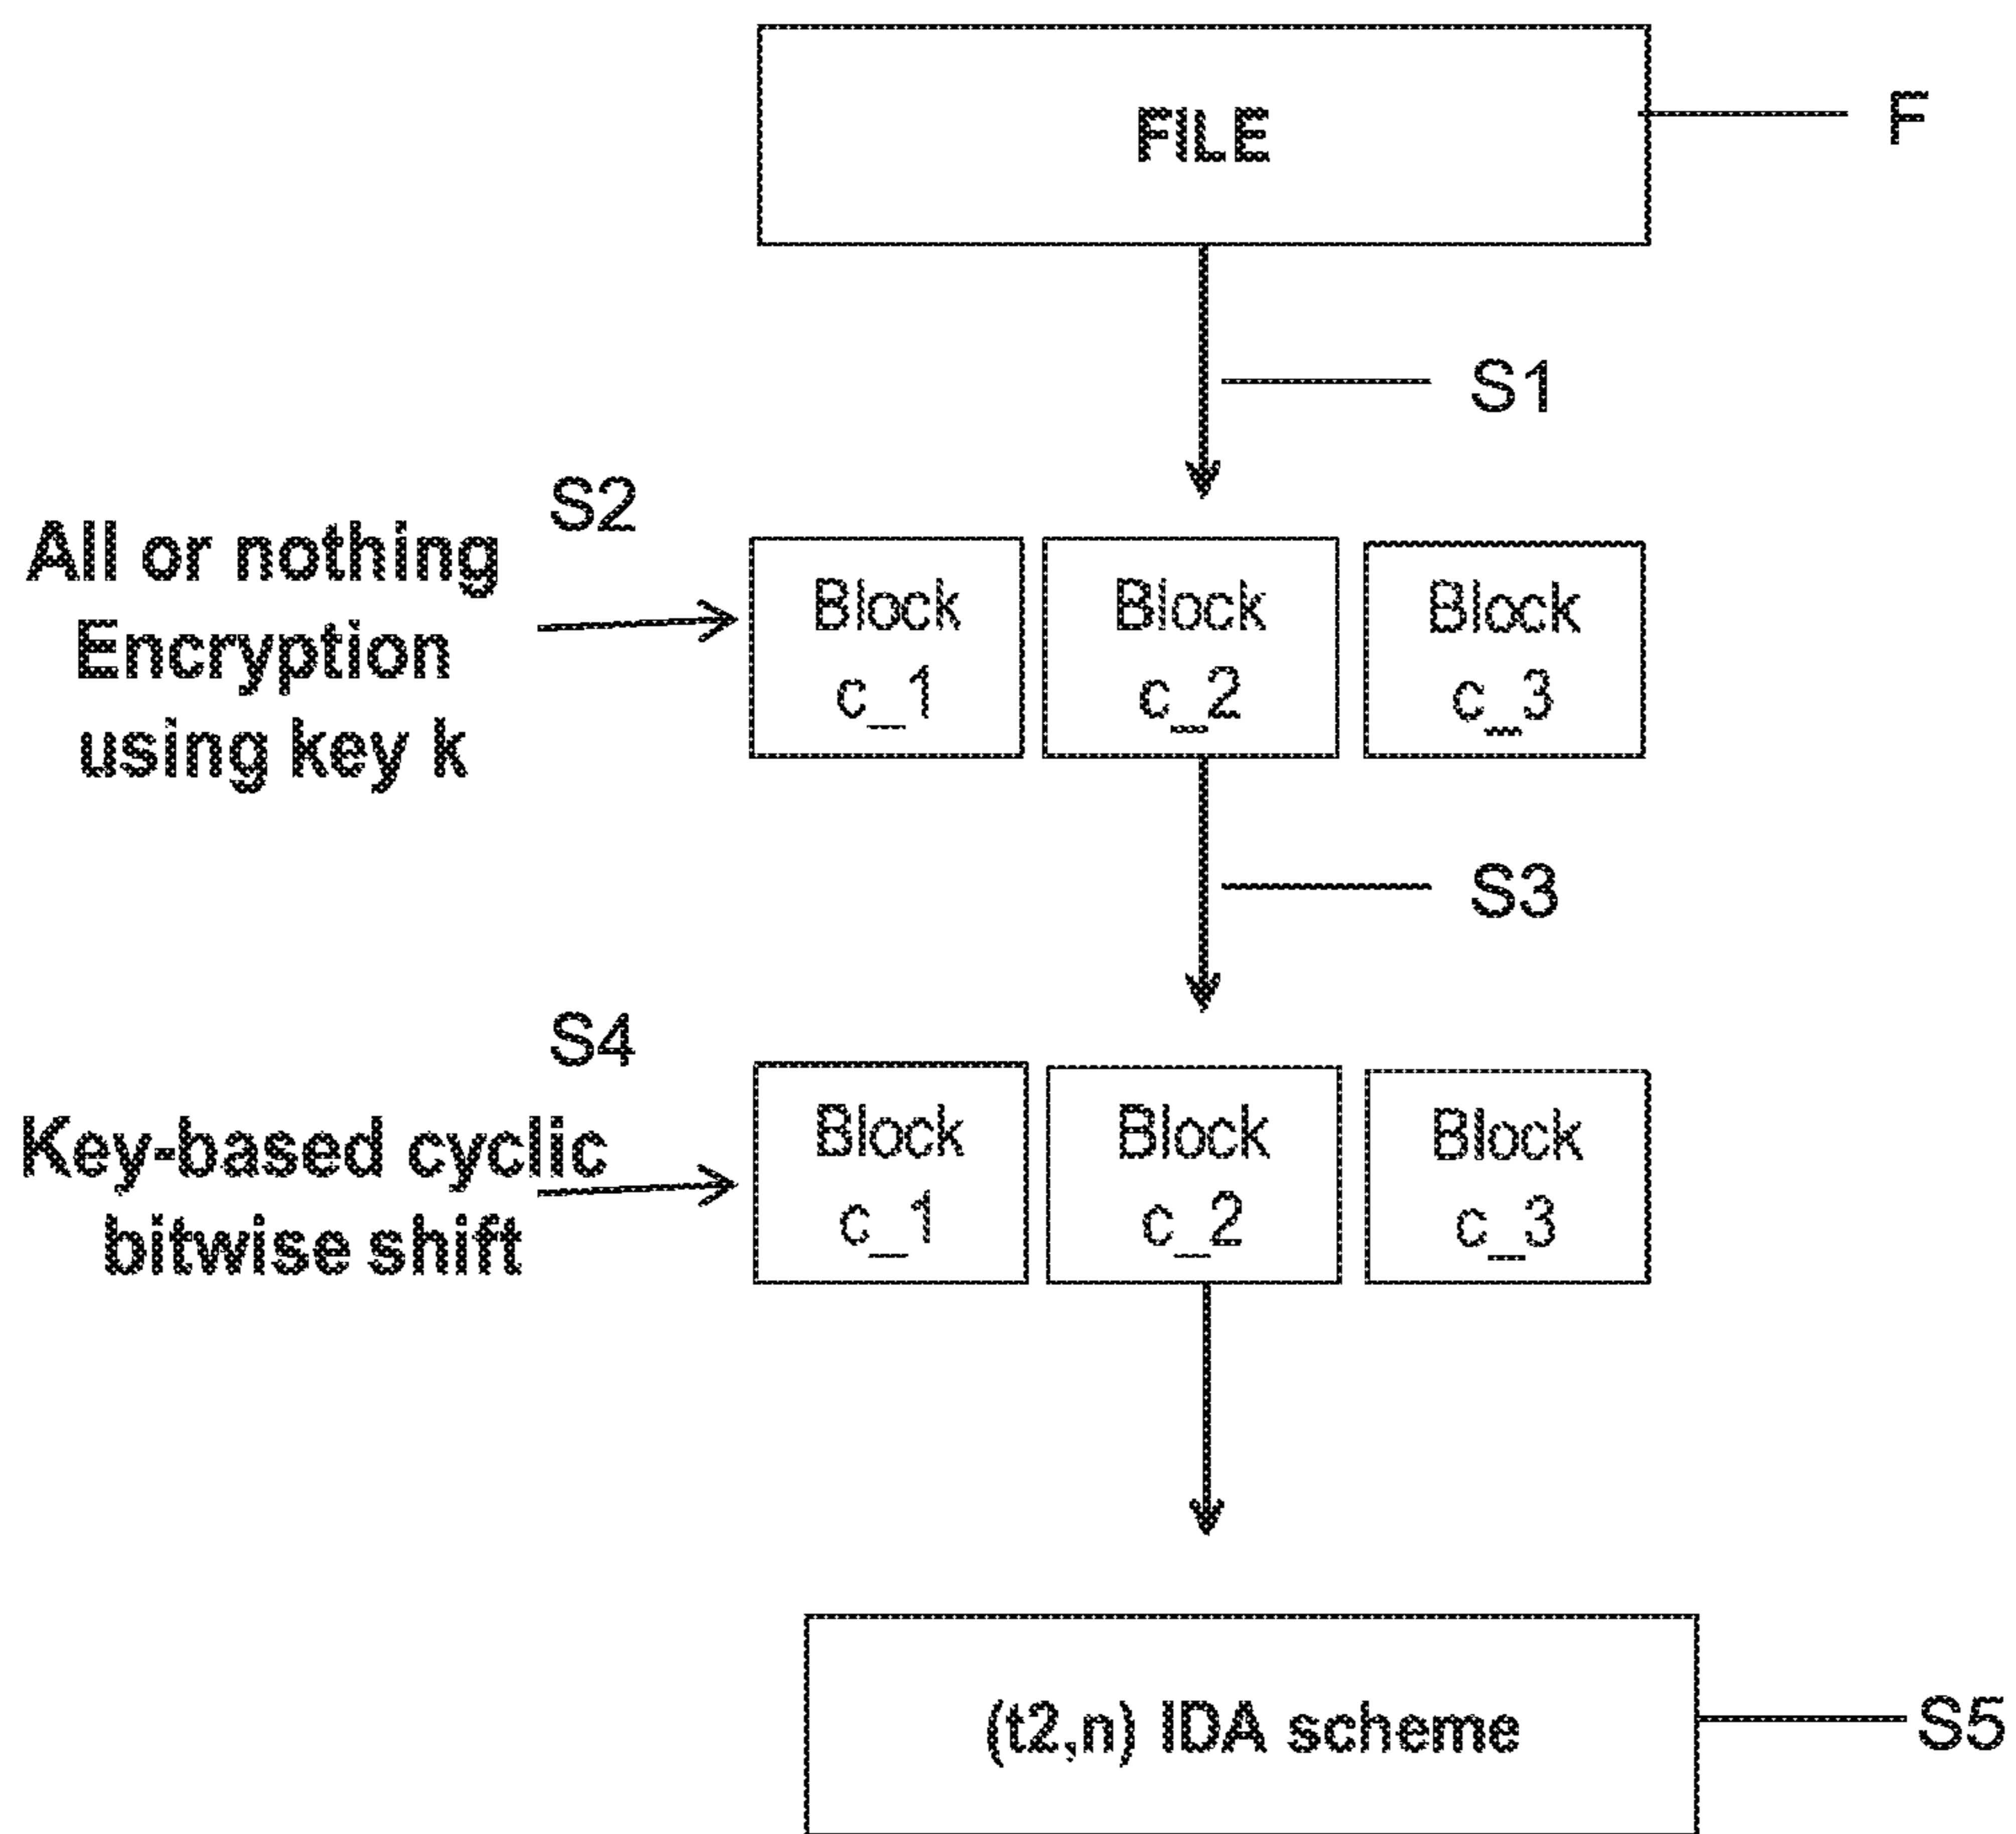 FILE
F
S1
S2
All or nothing
Encryption
using key k
Block
c_1
Block
c_2
Block
c_3
S3
S4
Key-based cyclic
bitwise shift
Block
c_1
Block
c_2
Block
c_3
(t2,n) IDA scheme
S5